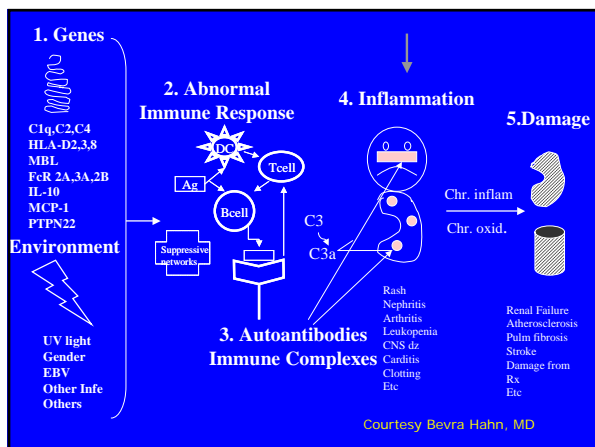 1. Genes
C1q,C2,C4
HLA-D2,3,8
MBL
FcR 2A,3A,2B
IL-10
MCP-1
PTPN22
Environment
UV light
Gender
EBV
Other Infe
Others
2. Abnormal
Immune Response
DC
Tcell
Ag
Bcell
Suppressive
networks
3. Autoantibodies
Immune Complexes
C3
C3a
4. Inflammation
Rash
Nephritis
Arthritis
Leukopenia
CNS dz
Carditis
Clotting
Etc
Chr. inflam
Chr. oxid.
5.Damage
Renal Failure
Atherosclerosis
Pulm fibrosis
Stroke
Damage from
Rx
Etc
Courtesy Bevra Hahn, MD